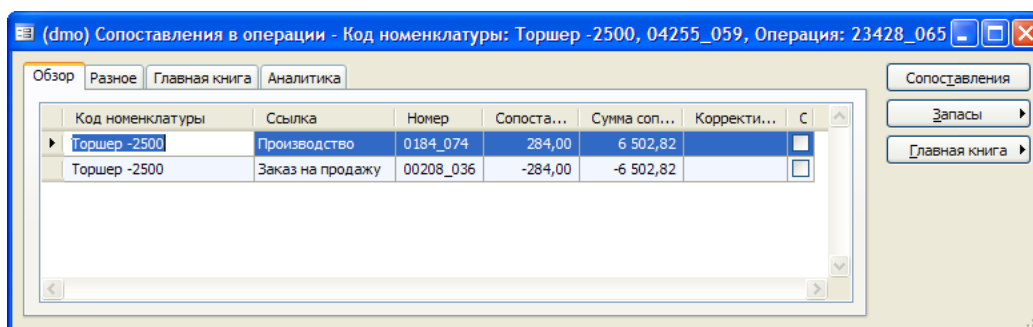 (dmo) Сопоставления в операции - Код номенклатуры: Торшер -2500, 04255_059, Операция: 23428_065
Обзор Разное Главная книга Аналитика
Сопоставления
Код номенклатуры Ссылка Номер Сопоста... Сумма соп... Корректи... С
Запасы
Торшер -2500 Производство 0184_074 284,00 6 502,82
Главная книга
Торшер -2500 Заказ на продажу 00208_036 -284,00 -6 502,82